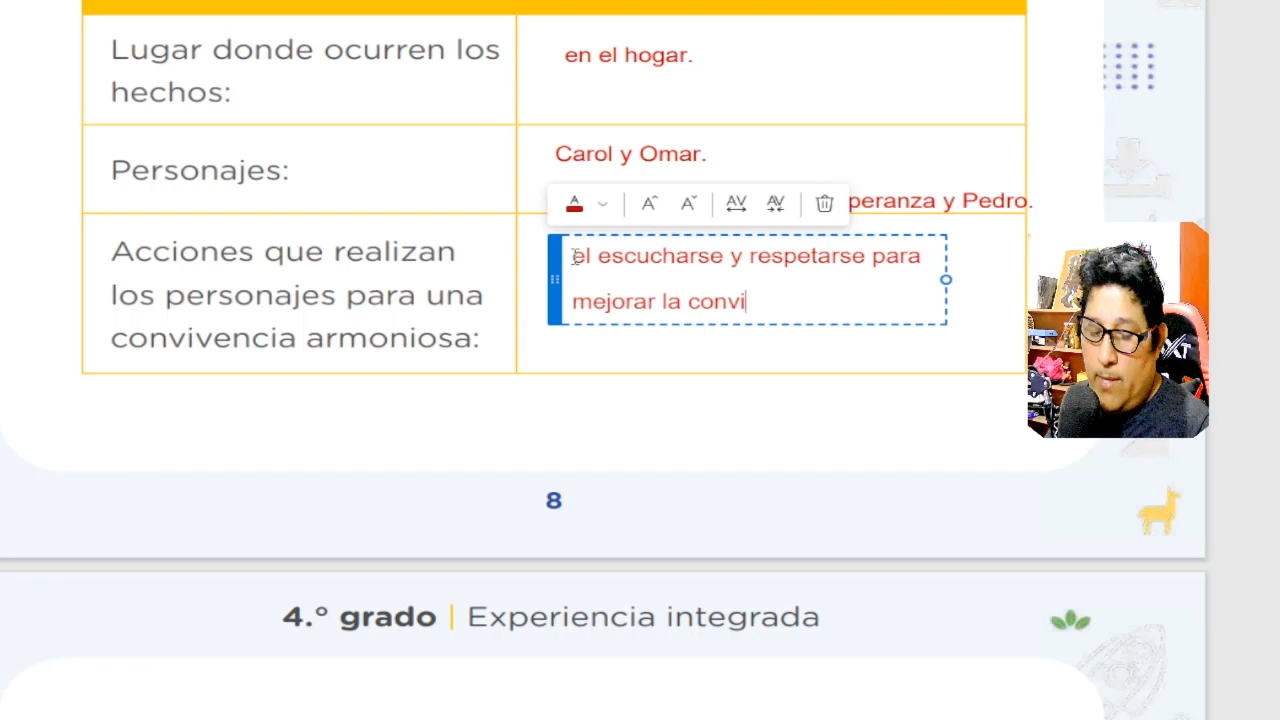 Lugar donde ocurren los
hechos:
en el hogar.
Personajes:
Carol y Omar.
peranza y Pedro.
Acciones que realizan
los personajes para una
convivencia armoniosa:
el escucharse y respetarse para
mejorar la convi
8
4.° grado | Experiencia integrada